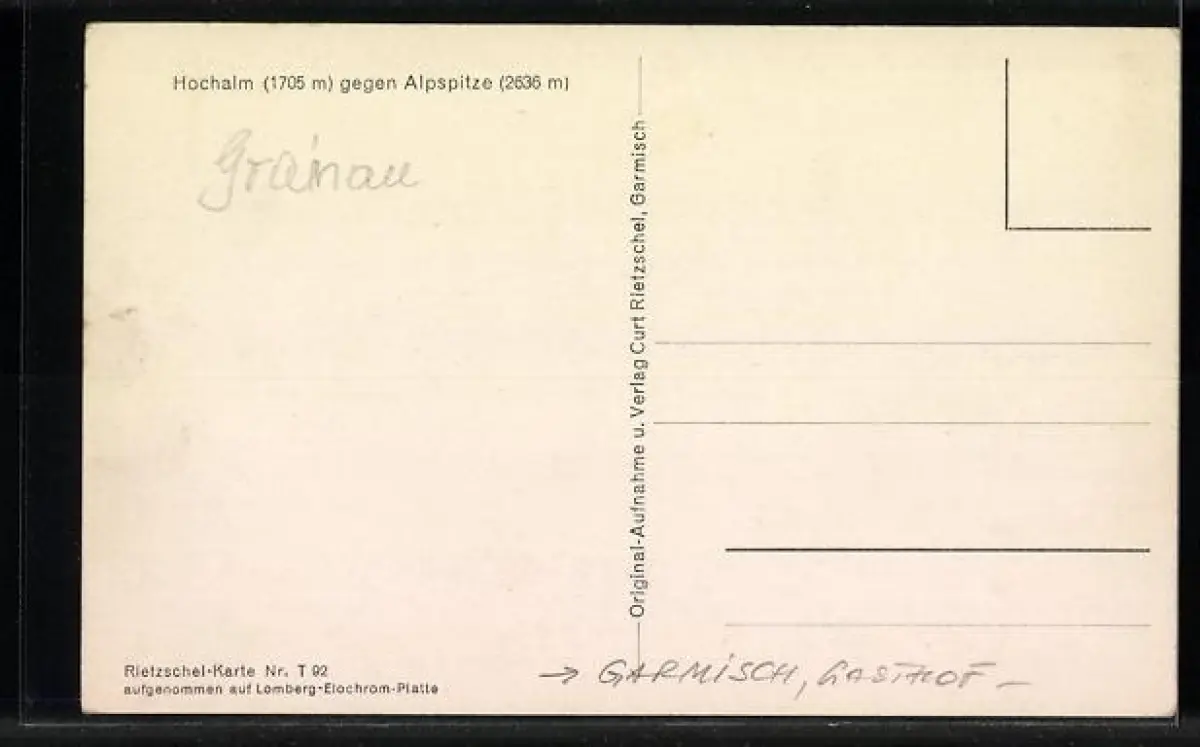 Hochalm (1705 m) gegen Alpspitze (2636 m)
Grainau
Original-Aufnahme u. Verlag Curt Rietzschel, Garmisch
Rietzschel-Karte Nr. T 92
aufgenommen auf Lomberg-Elochrom-Platte
→ GARMISCH, GASTHOF –